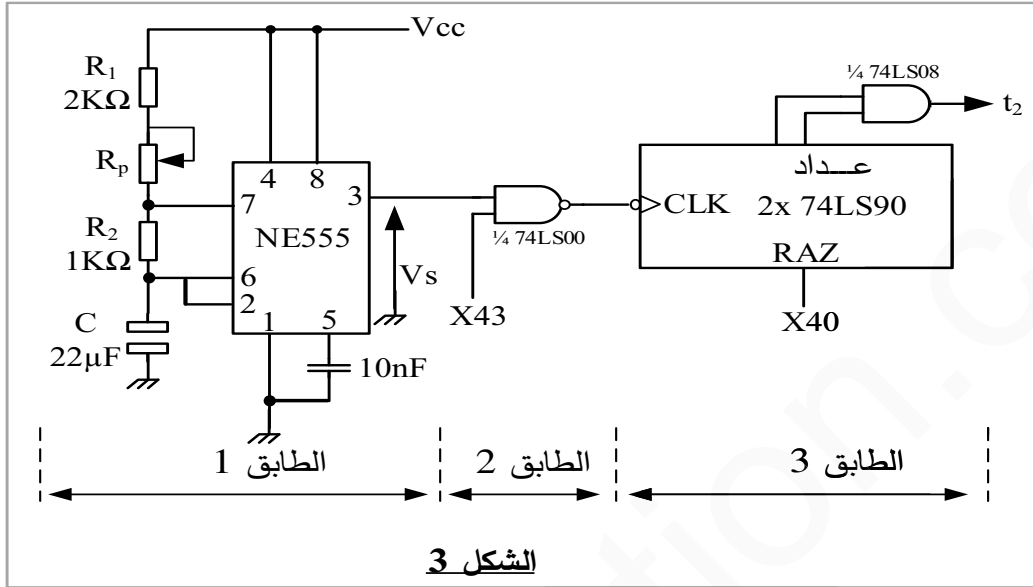 Vcc
R₁
2KΩ
Rₚ
R₂
1KΩ
C
22µF
4
8
7
3
NE555
6
2
1
5
Vs
10nF
¼ 74LS00
X43
¼ 74LS08
t₂
عداد
CLK
2x 74LS90
RAZ
X40
الطابق 1
الطابق 2
الطابق 3
الشكل 3